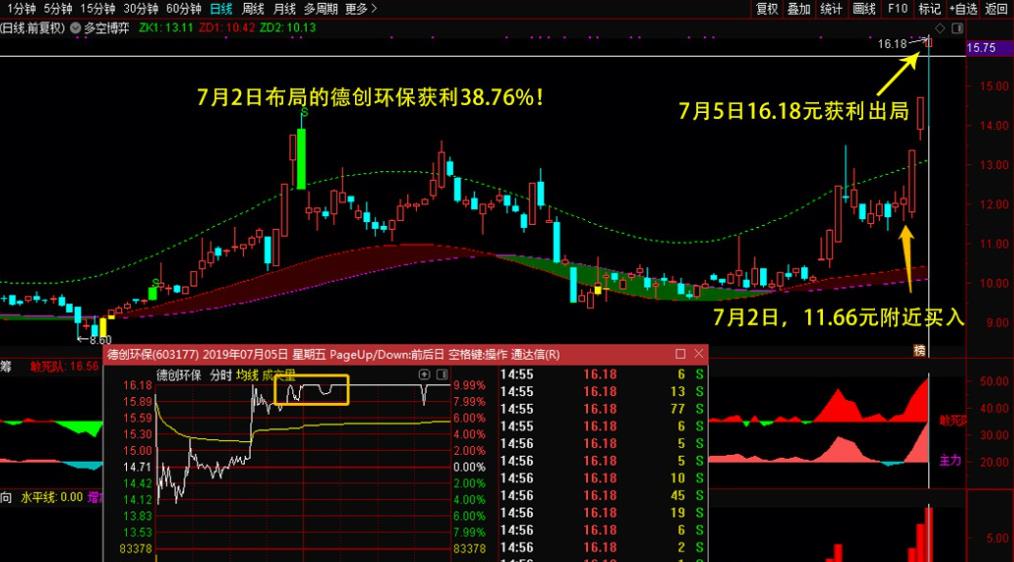 1分钟 5分钟 15分钟 30分钟 60分钟 日线 周线 月线 多周期 更多> 复权 叠加 统计 画线 F10 标记 +自选 返回
(日线.前复权) 多空博弈 ZK1: 13.11 ZD1: 10.42 ZD2: 10.13
16.18
15.75
7月2日布局的德创环保获利38.76%!
7月5日16.18元获利出局
S
S
15.00
14.00
13.00
12.00
11.00
10.00
9.00
7月2日，11.66元附近买入
8.60
榜
德创环保(603177) 2019年07月05日 星期五 PageUp/Down:前后日 空格键:操作 通达信(R)
筹 敢死队: 16.56
德创环保 分时 均线 成交量
16.18 9.99%
15.89 7.99%
15.59 6.00%
15.30 4.00%
15.00 2.00%
14.71 0.00%
14.42 2.00%
14.12 4.00%
13.83 6.00%
13.53 7.99%
83378 83378
14:55 16.18 6 S
14:55 16.18 13 S
14:55 16.18 77 S
14:55 16.18 6 S
14:56 16.18 6 S
14:56 16.18 5 S
14:56 16.18 10 S
14:56 16.18 45 S
14:56 16.18 19 S
14:56 16.18 6 S
14:56 16.18 2 S
50.00
40.00
敢死队
30.00
主力
20.00
向 水平线: 0.00
5.00